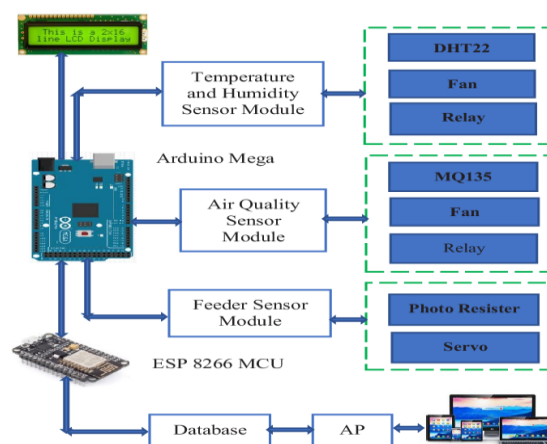 This is a 2x16
line LCD Display
Temperature
and Humidity
Sensor Module
DHT22
Fan
Relay
Arduino Mega
Air Quality
Sensor
Module
MQ135
Fan
Relay
Feeder Sensor
Module
Photo Resister
Servo
ESP 8266 MCU
Database
AP